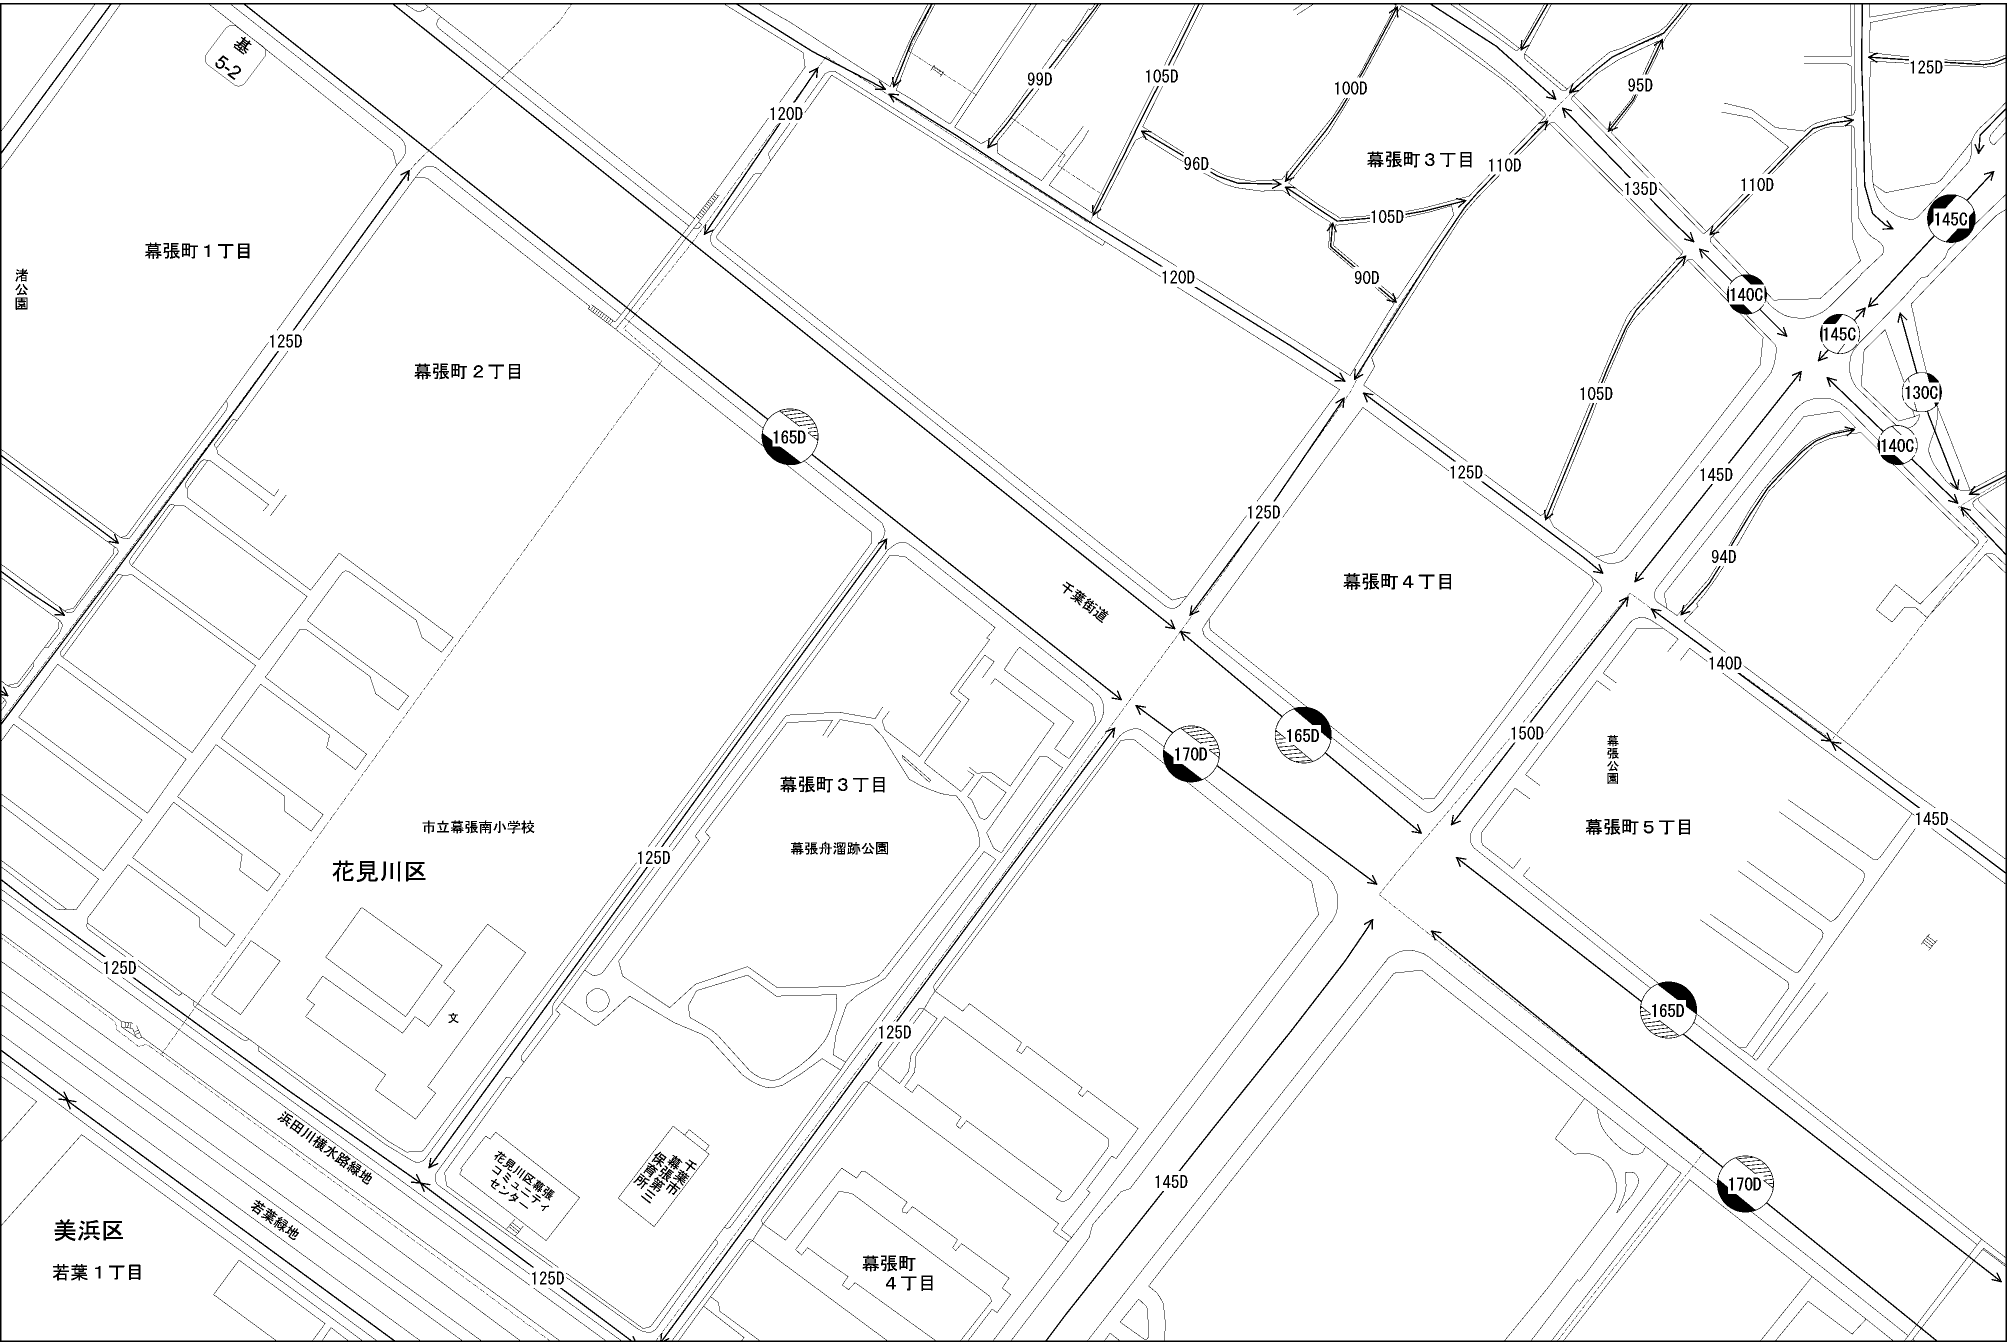 基
5-2
99D
105D
100D
95D
125D
120D
96D
幕張町３丁目
110D
135D
110D
105D
145C
幕張町１丁目
渚公園
120D
90D
140C
145C
125D
幕張町２丁目
105D
130C
165D
140C
125D
145D
125D
94D
千葉街道
幕張町４丁目
140D
150D
165D
170D
幕張公園
幕張町３丁目
145D
市立幕張南小学校
幕張町５丁目
幕張舟溜跡公園
125D
花見川区
125D
165D
文
125D
浜田川横水路緑地
花見川区幕張
コミュニティ
センター
千葉市
幕張第三
保育所
145D
170D
若葉緑地
美浜区
若葉１丁目
125D
幕張町
４丁目